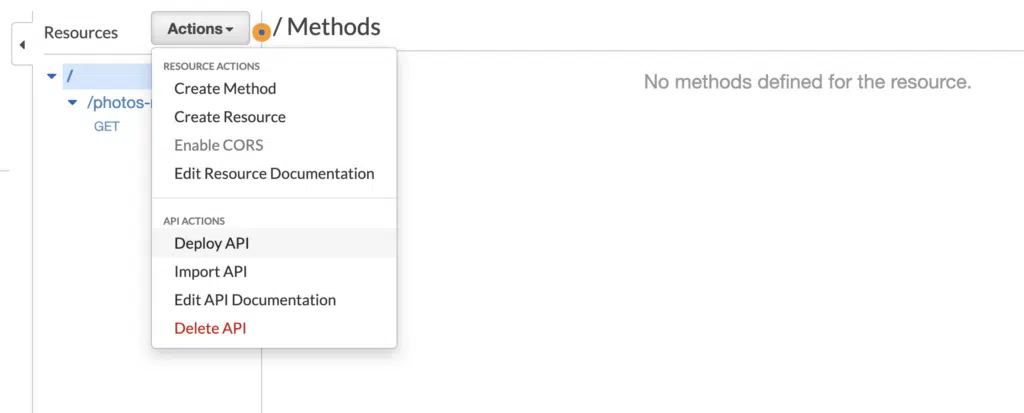 Resources
Actions
/ Methods
/
/photos-
GET
No methods defined for the resource.
RESOURCE ACTIONS
Create Method
Create Resource
Enable CORS
Edit Resource Documentation
API ACTIONS
Deploy API
Import API
Edit API Documentation
Delete API